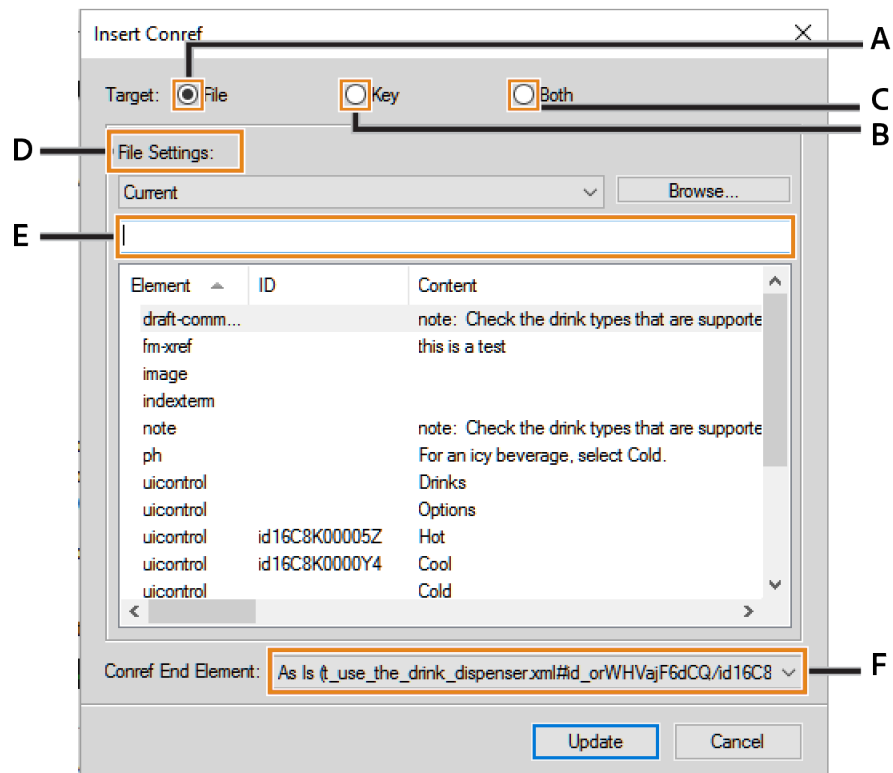 Insert Conref
A
Target: File Key Both
C
B
D
File Settings:
Current Browse...
E
Element ID Content
draft-comm... note: Check the drink types that are supporte
fm-xref this is a test
image
indexterm
note note: Check the drink types that are supporte
ph For an icy beverage, select Cold.
uicontrol Drinks
uicontrol Options
uicontrol id16C8K00005Z Hot
uicontrol id16C8K0000Y4 Cool
uicontrol Cold
Conref End Element: As Is (t_use_the_drink_dispenser.xml#id_orWHVajF6dCQ/id16C8
F
Update Cancel